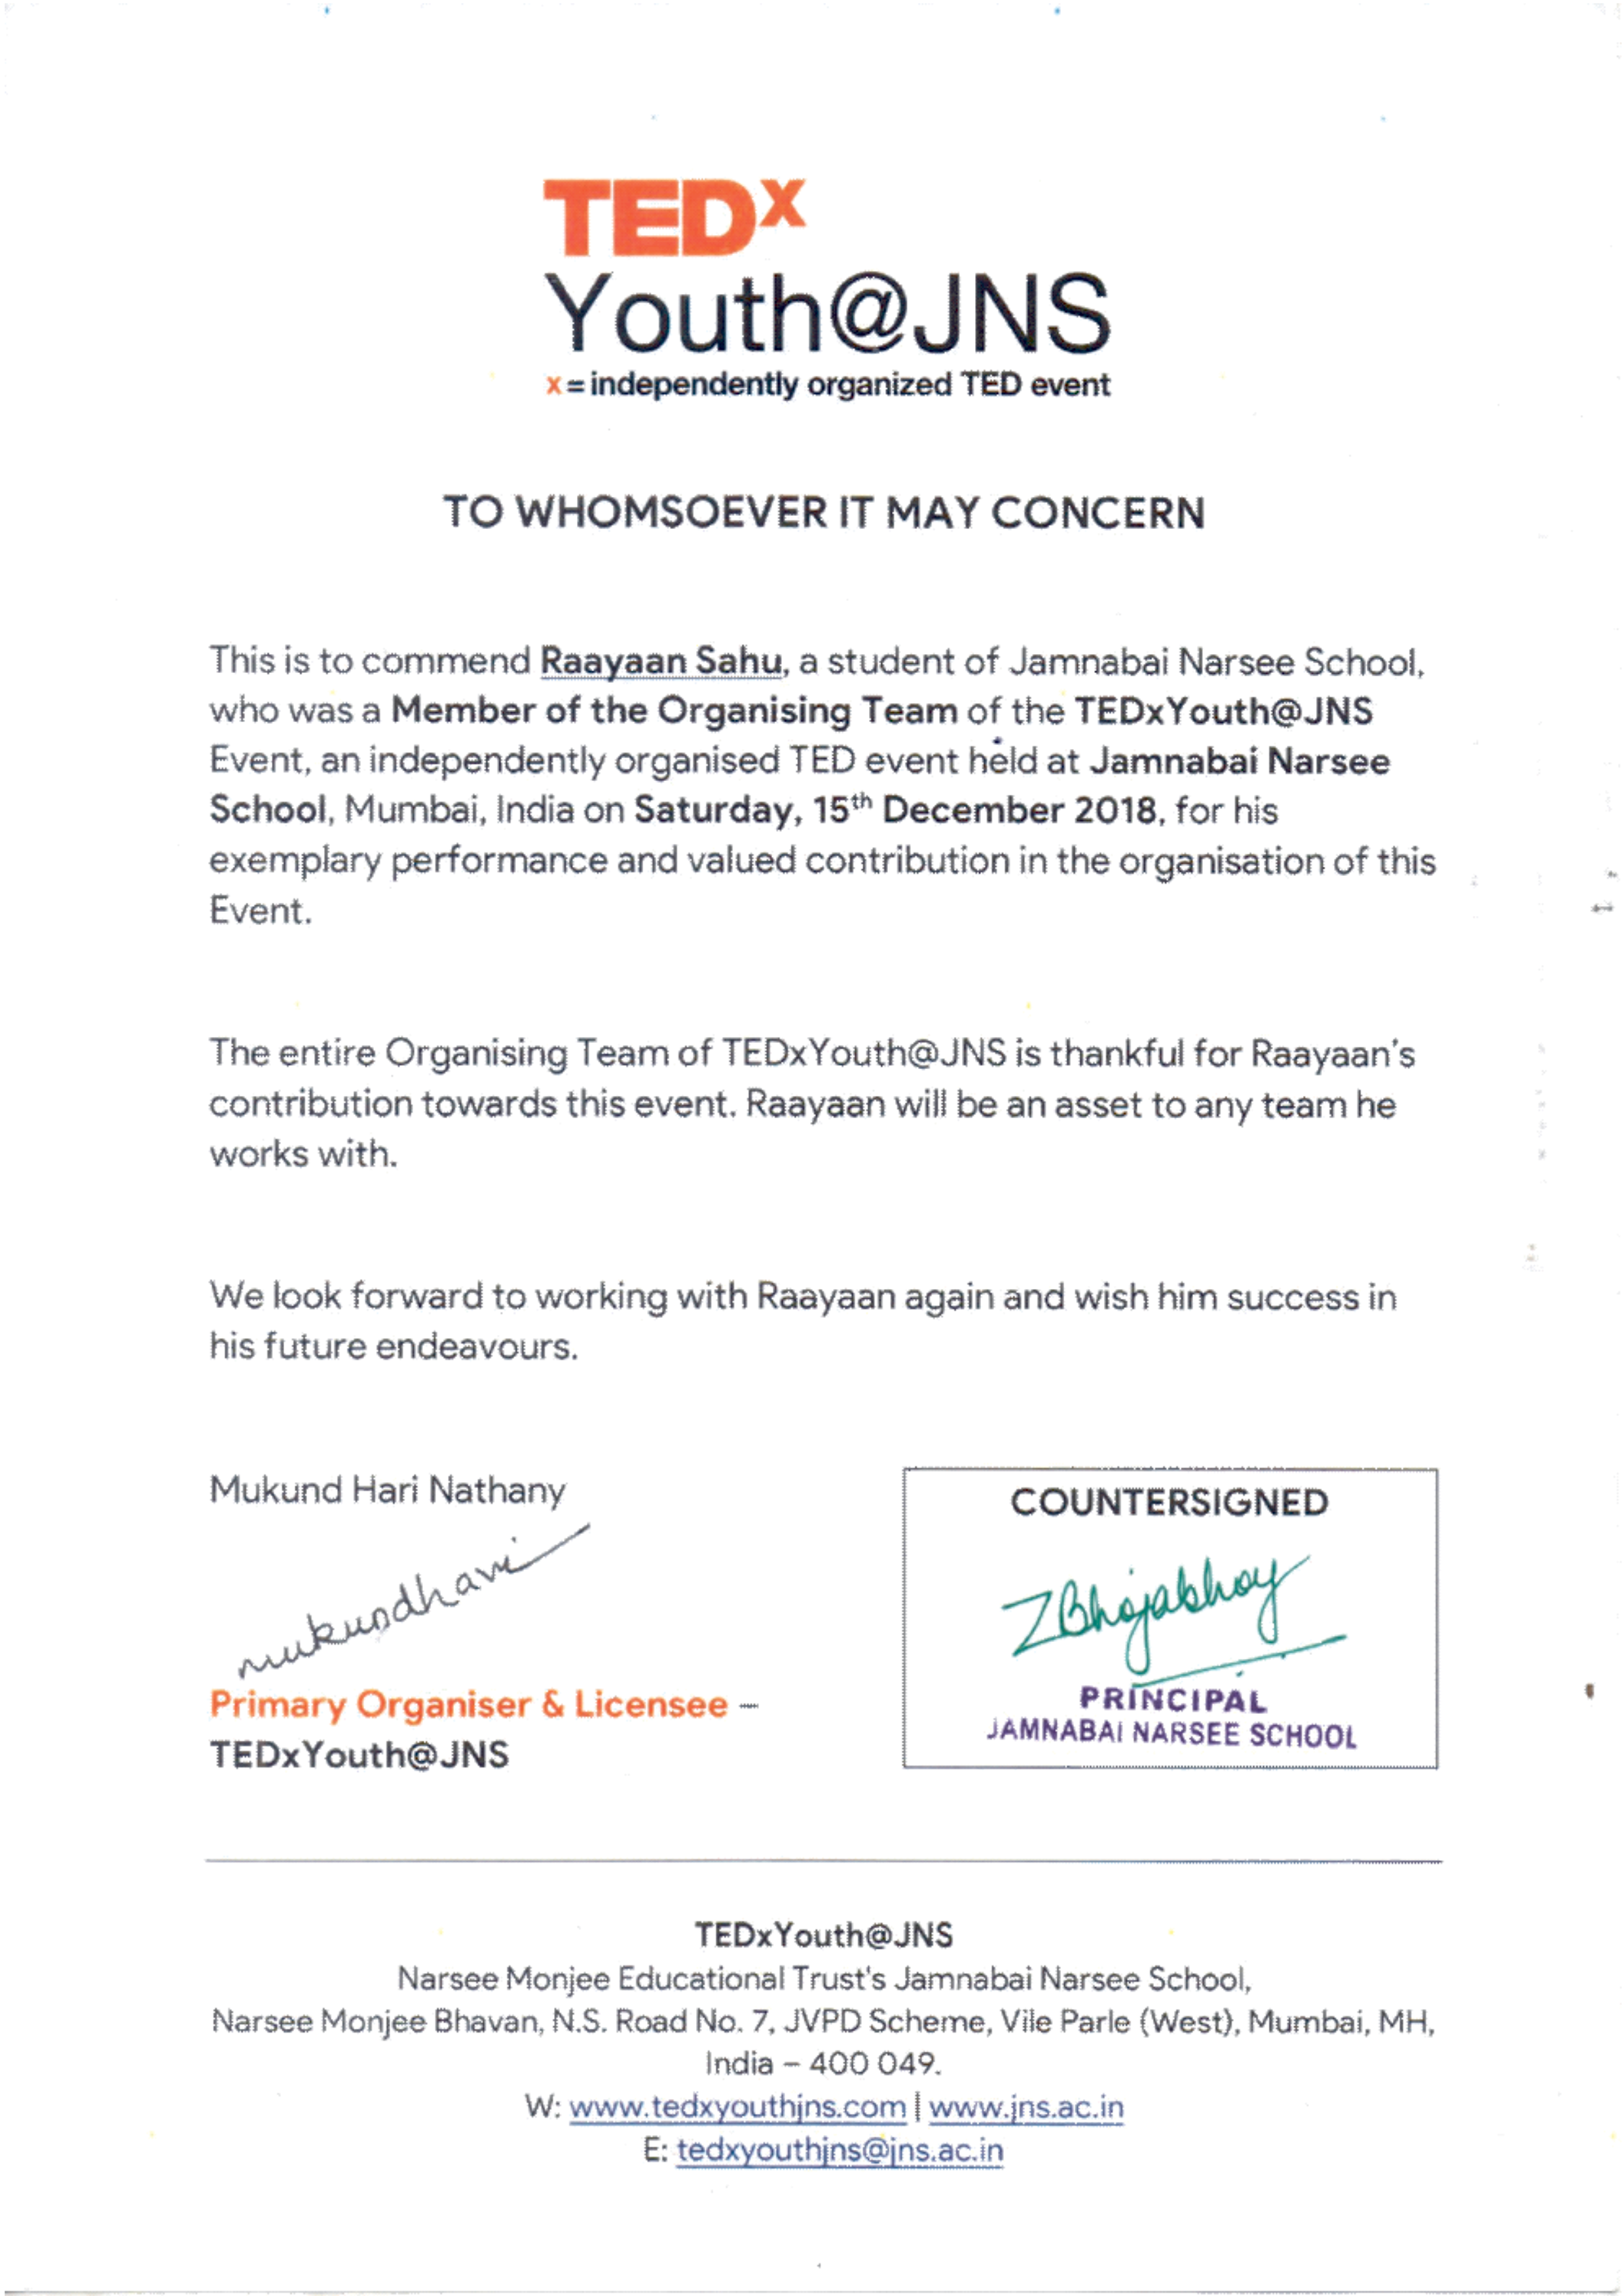 TEDx
Youth@JNS
x = independently organized TED event
TO WHOMSOEVER IT MAY CONCERN
This is to commend Raayaan Sahu, a student of Jamnabai Narsee School,
who was a Member of the Organising Team of the TEDxYouth@JNS
Event, an independently organised TED event held at Jamnabai Narsee
School, Mumbai, India on Saturday, 15th December 2018, for his
exemplary performance and valued contribution in the organisation of this
Event.
The entire Organising Team of TEDxYouth@JNS is thankful for Raayaan's
contribution towards this event. Raayaan will be an asset to any team he
works with.
We look forward to working with Raayaan again and wish him success in
his future endeavours.
Mukund Hari Nathany
mukundhari
Primary Organiser & Licensee –
TEDxYouth@JNS
COUNTERSIGNED
ZBhojabhoy
PRINCIPAL
JAMNABAI NARSEE SCHOOL
TEDxYouth@JNS
Narsee Monjee Educational Trust's Jamnabai Narsee School,
Narsee Monjee Bhavan, N.S. Road No. 7, JVPD Scheme, Vile Parle (West), Mumbai, MH,
India – 400 049.
W: www.tedxyouthjns.com | www.jns.ac.in
E: tedxyouthjns@jns.ac.in